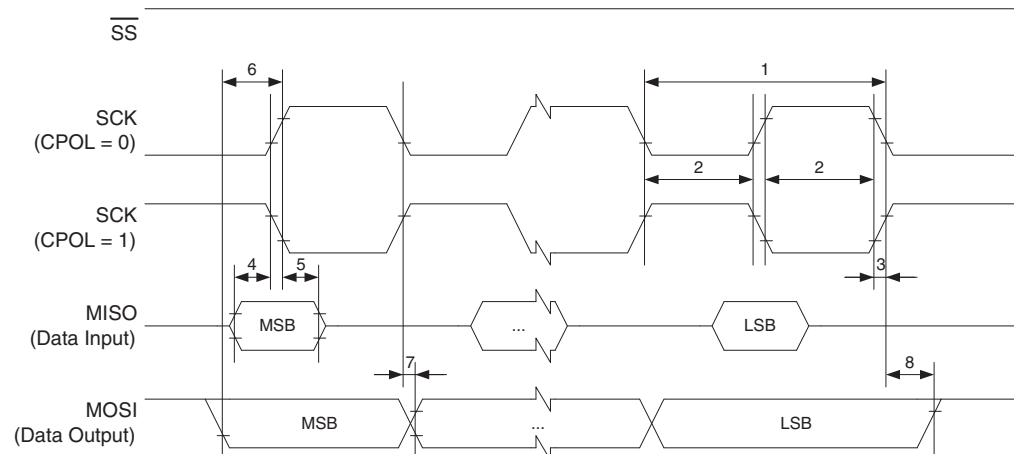 SS
6
1
SCK
(CPOL = 0)
2
2
SCK
(CPOL = 1)
4
5
3
MISO
(Data Input)
MSB
...
LSB
7
8
MOSI
(Data Output)
MSB
...
LSB